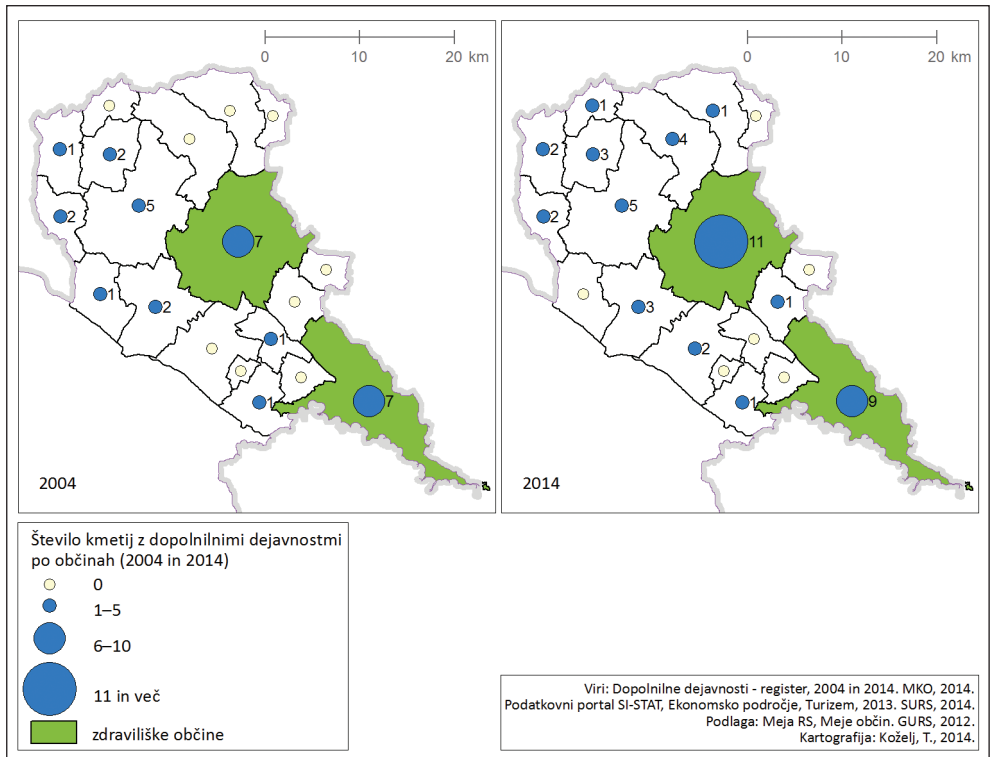 0 10 20 km
1
2
2
5
7
1
2
1
1
7
2004
0 10 20 km
1
1
4
2
3
5
2
11
3
1
2
1
9
2014
Število kmetij z dopolnilnimi dejavnostmi
po občinah (2004 in 2014)
0
1–5
6–10
11 in več
zdraviliške občine
Viri: Dopolnilne dejavnosti - register, 2004 in 2014. MKO, 2014.
Podatkovni portal SI-STAT, Ekonomsko področje, Turizem, 2013. SURS, 2014.
Podlaga: Meja RS, Meje občin. GURS, 2012.
Kartografija: Koželj, T., 2014.